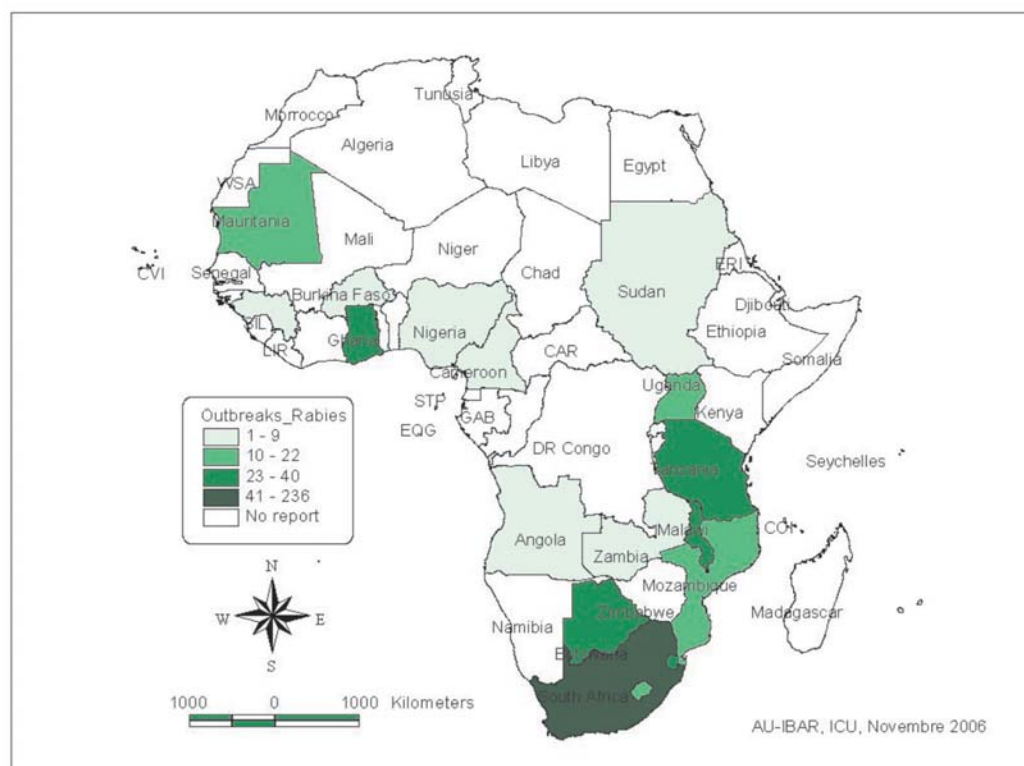 Tunusia
Morrocco
Algeria
Libya
Egypt
WSA
Mauritania
Mali
Niger
Chad
Sudan
ERI
CVI
Senegal
Burkina Faso
Nigeria
Ghana
Djibouti
Ethiopia
LIR
Cameroon
CAR
Somalia
STP
GAB
EQG
Uganda
Kenya
DR Congo
Tanzania
Seychelles
Outbreaks_Rabies
1 - 9
10 - 22
23 - 40
41 - 236
No report
Angola
Malawi
Zambia
Mozambique
Madagascar
Zimbabwe
Namibia
Botswana
South Africa
N
W E
S
1000 0 1000 Kilometers
AU-IBAR, ICU, Novembre 2006